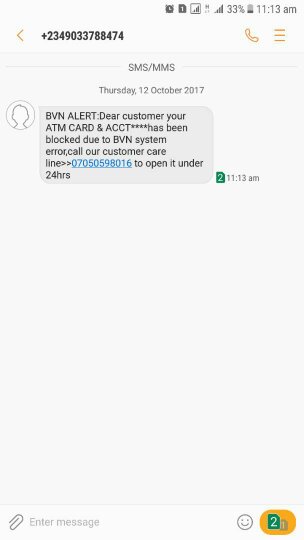 33% 11:13 am
+2349033788474
SMS/MMS
Thursday, 12 October 2017
BVN ALERT:Dear customer your
ATM CARD & ACCT****has been
blocked due to BVN system
error,call our customer care
line>>07050598016 to open it under
24hrs
2 11:13 am
Enter message
2 1